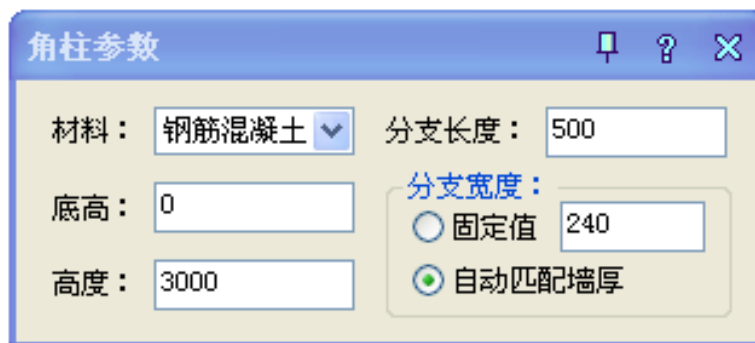 角柱参数
材料： 钢筋混凝土 分支长度： 500
底高： 0 分支宽度：
固定值 240
高度： 3000 自动匹配墙厚